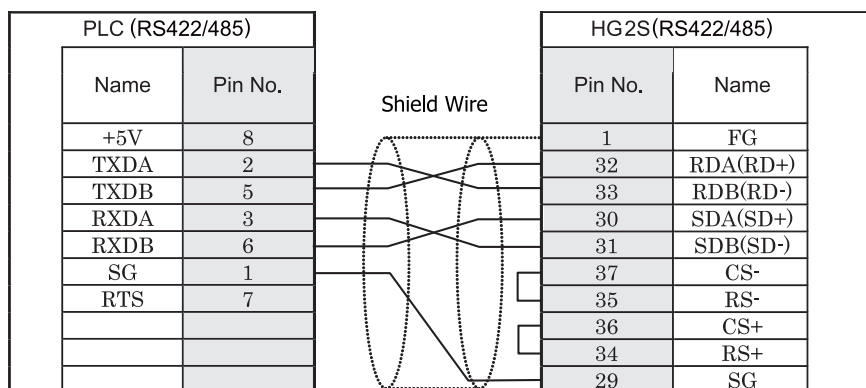 PLC (RS422/485) HG2S(RS422/485)
Name Pin No. Pin No. Name
Shield Wire
+5V 8 1 FG
TXDA 2 32 RDA(RD+)
TXDB 5 33 RDB(RD-)
RXDA 3 30 SDA(SD+)
RXDB 6 31 SDB(SD-)
SG 1 37 CS-
RTS 7 35 RS-
36 CS+
34 RS+
29 SG